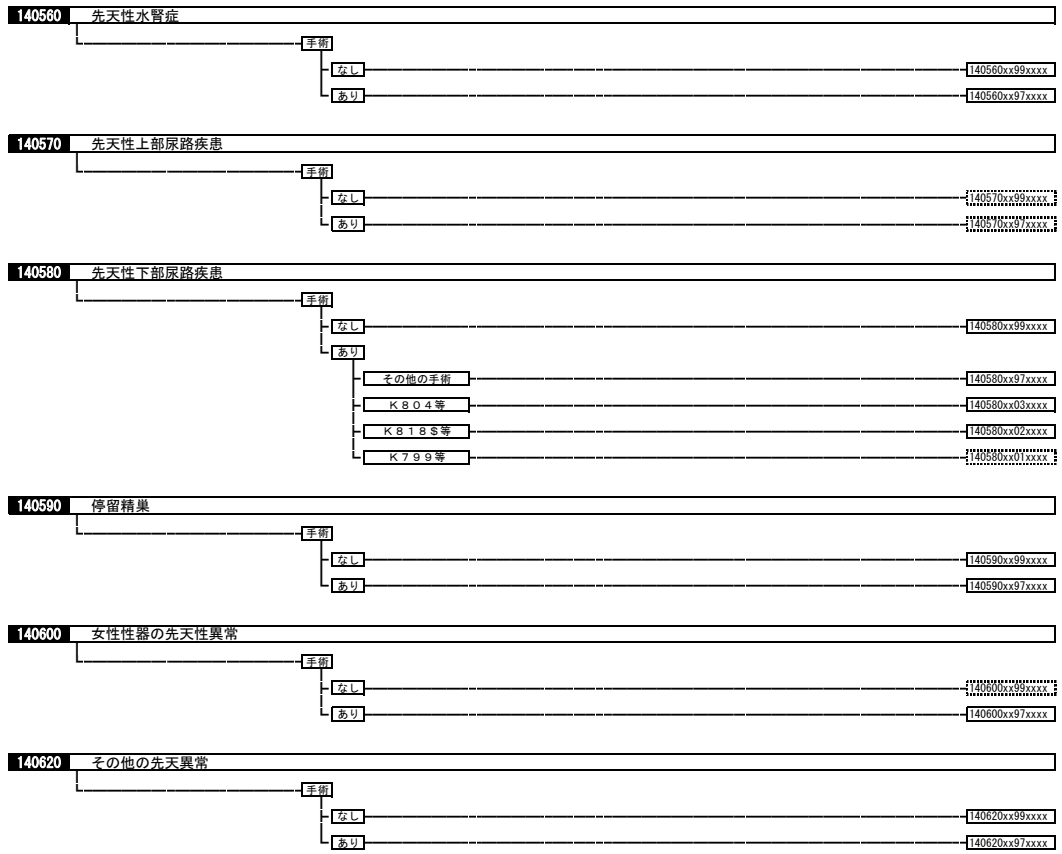 140560 先天性水腎症
手術
なし 140560xx99xxxx
あり 140560xx97xxxx
140570 先天性上部尿路疾患
手術
なし 140570xx99xxxx
あり 140570xx97xxxx
140580 先天性下部尿路疾患
手術
なし 140580xx99xxxx
あり
その他の手術 140580xx97xxxx
K804等 140580xx03xxxx
K818$等 140580xx02xxxx
K799等 140580xx01xxxx
140590 停留精巣
手術
なし 140590xx99xxxx
あり 140590xx97xxxx
140600 女性性器の先天性異常
手術
なし 140600xx99xxxx
あり 140600xx97xxxx
140620 その他の先天異常
手術
なし 140620xx99xxxx
あり 140620xx97xxxx